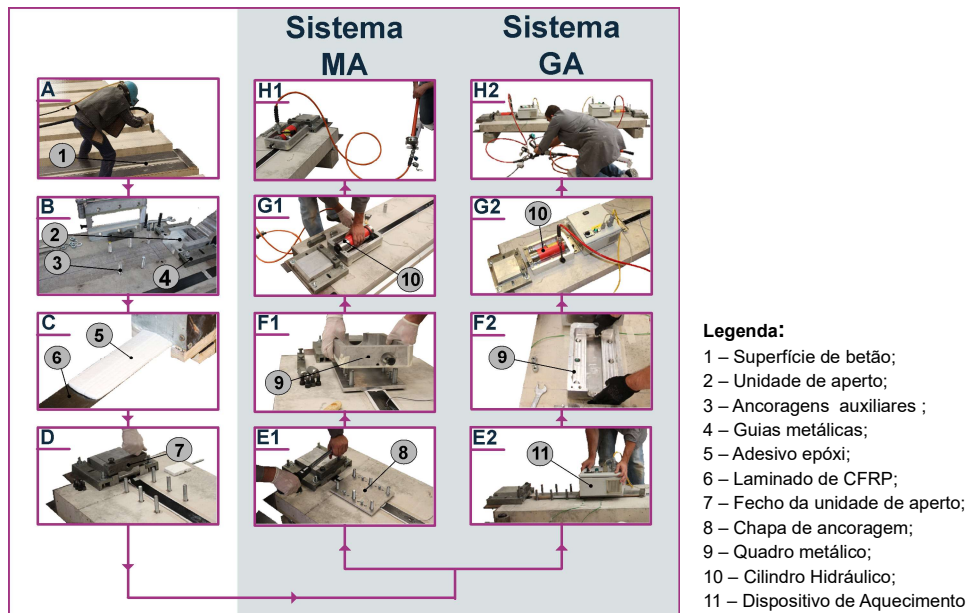 Sistema
MA
Sistema
GA
A
1
B
2
3
4
C
5
6
D
7
H1
G1
10
F1
9
E1
8
H2
G2
10
F2
9
E2
11
Legenda:
1 – Superfície de betão;
2 – Unidade de aperto;
3 – Ancoragens auxiliares ;
4 – Guias metálicas;
5 – Adesivo epóxi;
6 – Laminado de CFRP;
7 – Fecho da unidade de aperto;
8 – Chapa de ancoragem;
9 – Quadro metálico;
10 – Cilindro Hidráulico;
11 – Dispositivo de Aquecimento